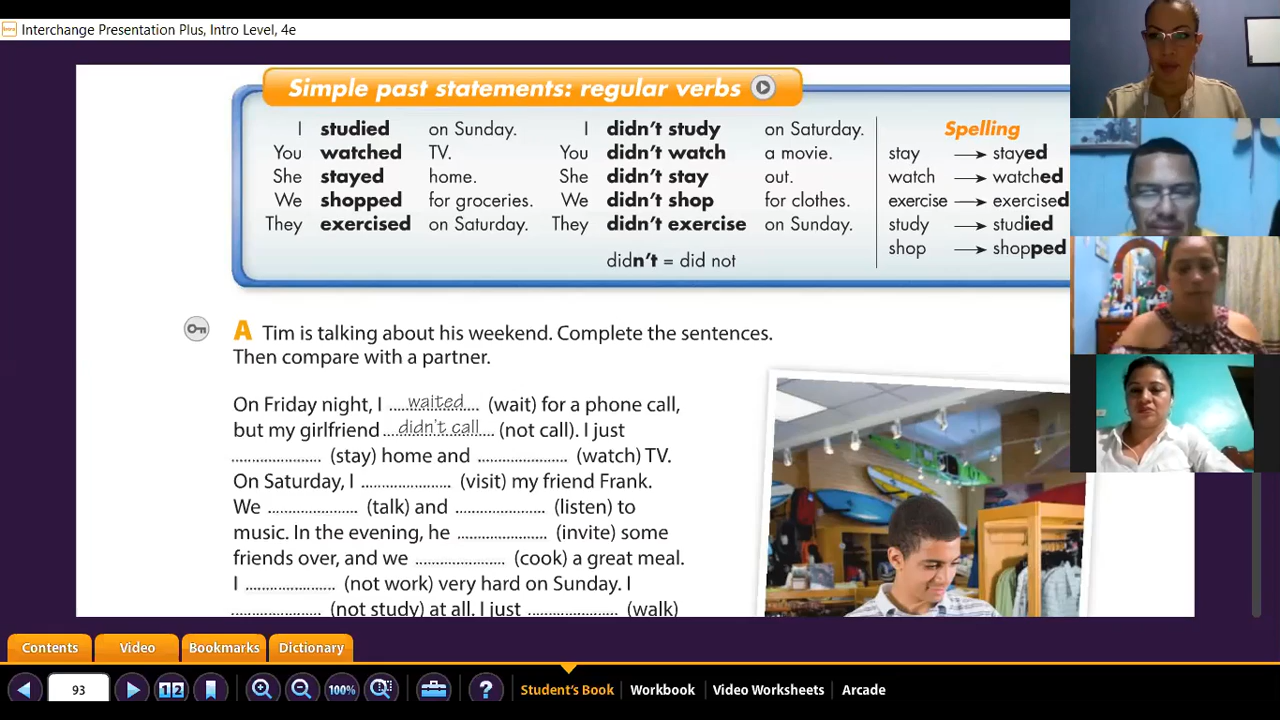 Interchange Presentation Plus, Intro Level, 4e
Simple past statements: regular verbs
I studied on Sunday. I didn't study on Saturday. Spelling
You watched TV. You didn't watch a movie. stay → stayed
She stayed home. She didn't stay out. watch → watched
We shopped for groceries. We didn't shop for clothes. exercise → exercised
They exercised on Saturday. They didn't exercise on Sunday. study → studied
shop → shopped
didn't = did not
A Tim is talking about his weekend. Complete the sentences.
Then compare with a partner.
On Friday night, I waited (wait) for a phone call,
but my girlfriend didn't call (not call). I just
.................... (stay) home and .................... (watch) TV.
On Saturday, I .................... (visit) my friend Frank.
We .................... (talk) and .................... (listen) to
music. In the evening, he .................... (invite) some
friends over, and we .................... (cook) a great meal.
I .................... (not work) very hard on Sunday. I
.................... (not study) at all. I just .................... (walk)
Contents Video Bookmarks Dictionary
93 1 2 100% ? Student's Book Workbook Video Worksheets Arcade